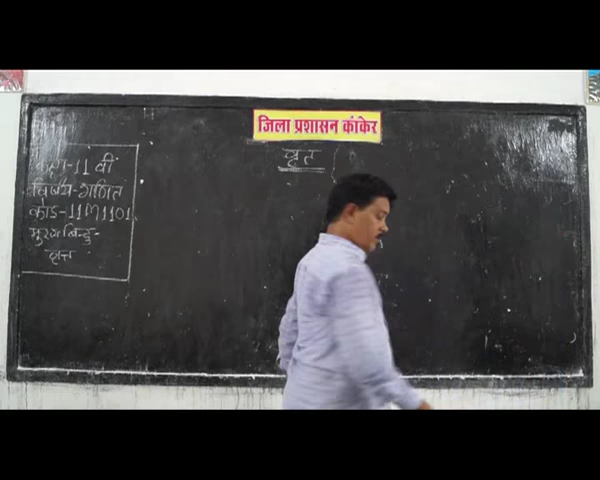 जिला प्रशासन कांकेर
वृत्त
कक्षा-11 वीं
विषय-गणित
कोड-11M1101
मुख्य बिन्दु-
वृत्त